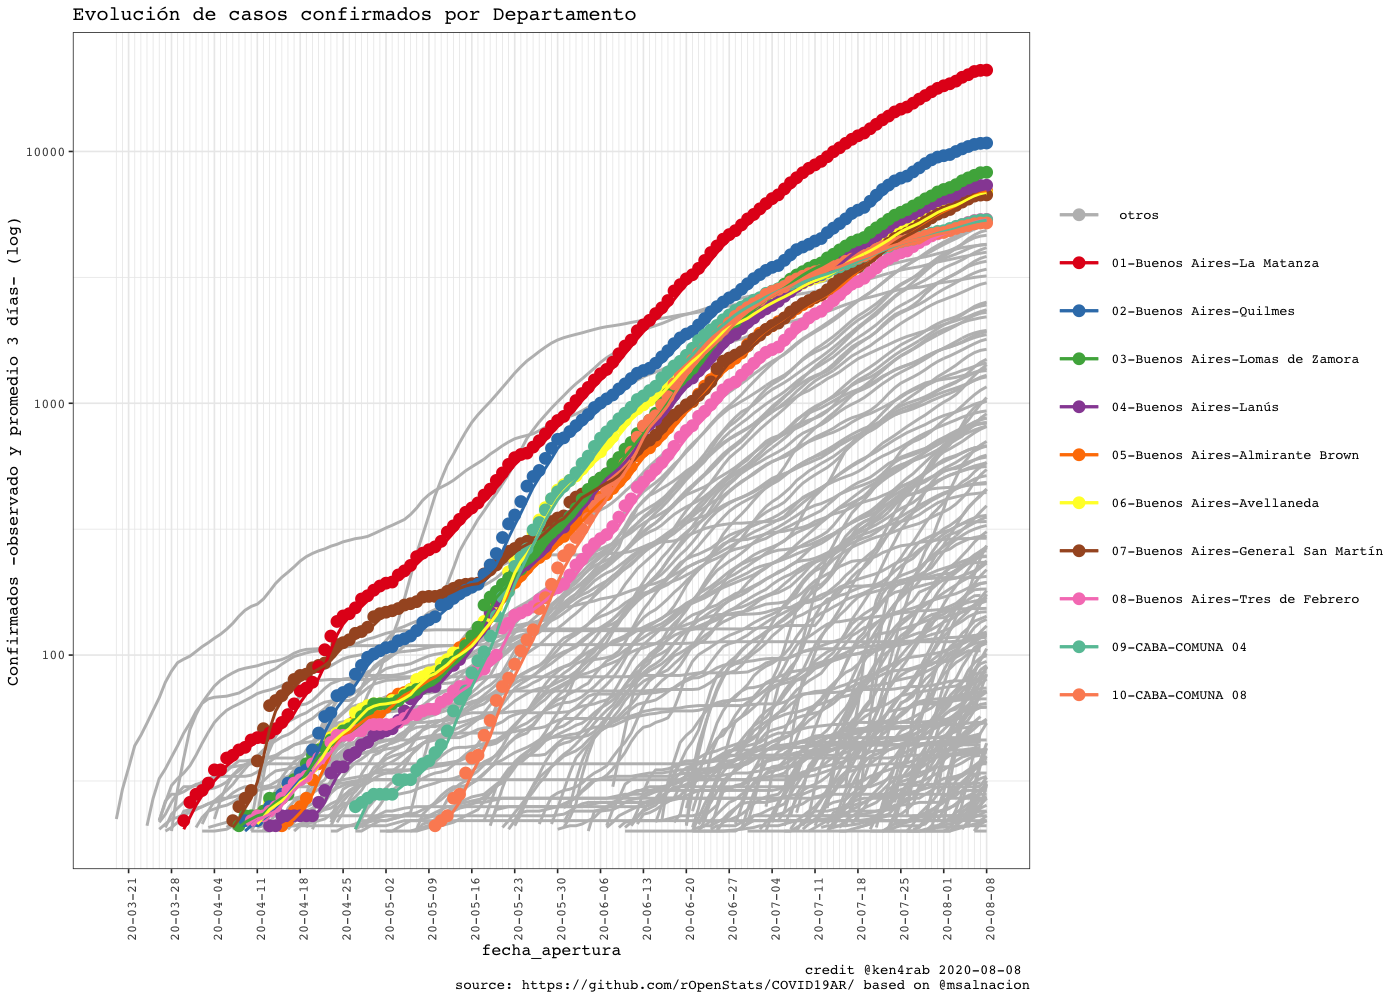 Evolución de casos confirmados por Departamento
Confirmados -observado y promedio 3 días- (log)
10000
1000
100
20-03-21
20-03-28
20-04-04
20-04-11
20-04-18
20-04-25
20-05-02
20-05-09
20-05-16
20-05-23
20-05-30
20-06-06
20-06-13
20-06-20
20-06-27
20-07-04
20-07-11
20-07-18
20-07-25
20-08-01
20-08-08
fecha_apertura
otros
01-Buenos Aires-La Matanza
02-Buenos Aires-Quilmes
03-Buenos Aires-Lomas de Zamora
04-Buenos Aires-Lanús
05-Buenos Aires-Almirante Brown
06-Buenos Aires-Avellaneda
07-Buenos Aires-General San Martín
08-Buenos Aires-Tres de Febrero
09-CABA-COMUNA 04
10-CABA-COMUNA 08
credit @ken4rab 2020-08-08
source: https://github.com/rOpenStats/COVID19AR/ based on @msalnacion